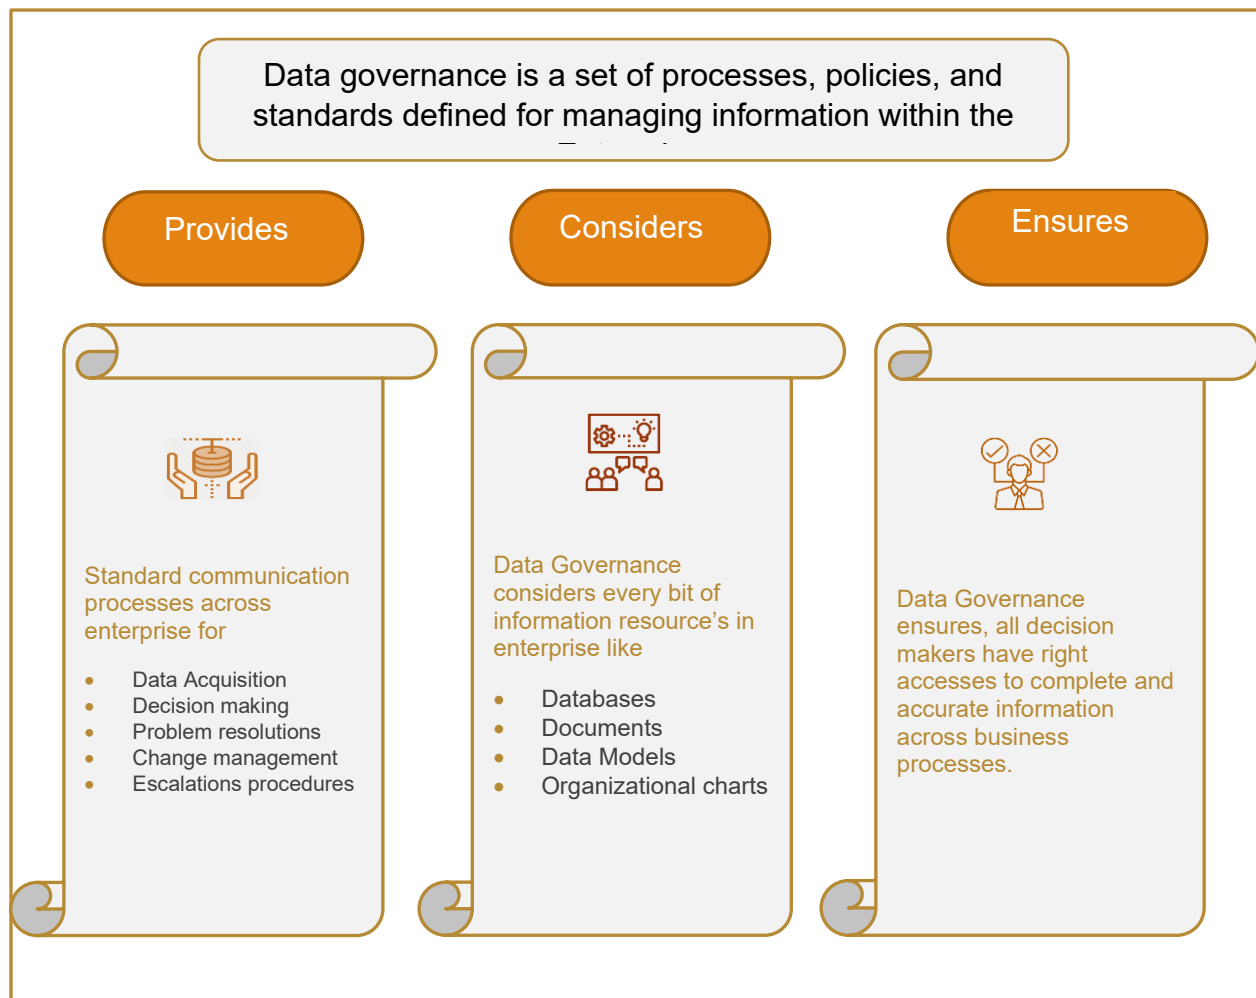 Data governance is a set of processes, policies, and
standards defined for managing information within the
Provides
Considers
Ensures
Standard communication
processes across
enterprise for
• Data Acquisition
• Decision making
• Problem resolutions
• Change management
• Escalations procedures
Data Governance
considers every bit of
information resource’s in
enterprise like
• Databases
• Documents
• Data Models
• Organizational charts
Data Governance
ensures, all decision
makers have right
accesses to complete and
accurate information
across business
processes.